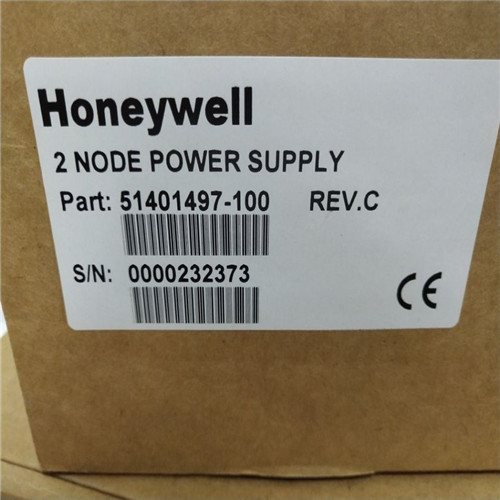 Honeywell
2 NODE POWER SUPPLY
Part: 51401497-100 REV.C
S/N: 0000232373
CE